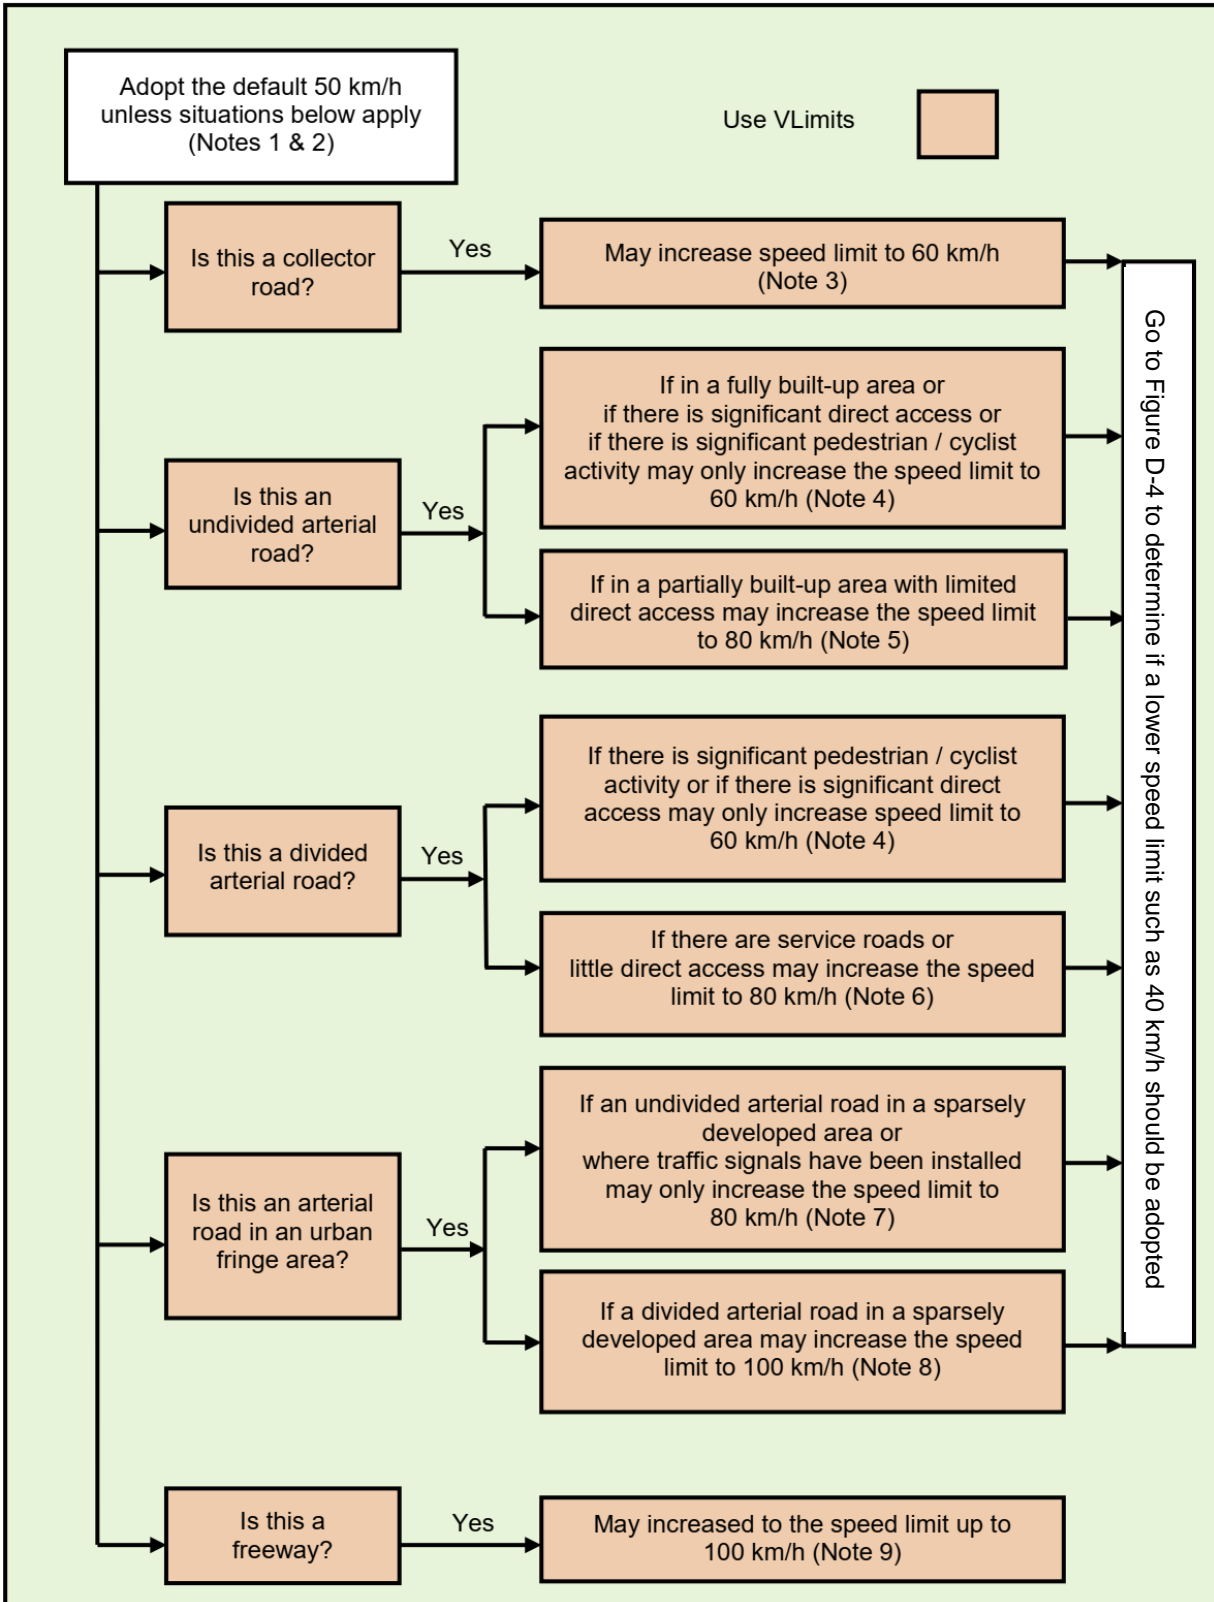 Adopt the default 50 km/h
unless situations below apply
(Notes 1 & 2)
Use VLimits
Is this a collector
road?
Yes
May increase speed limit to 60 km/h
(Note 3)
Is this an
undivided arterial
road?
Yes
If in a fully built-up area or
if there is significant direct access or
if there is significant pedestrian / cyclist
activity may only increase the speed limit to
60 km/h (Note 4)
If in a partially built-up area with limited
direct access may increase the speed limit
to 80 km/h (Note 5)
Is this a divided
arterial road?
Yes
If there is significant pedestrian / cyclist
activity or if there is significant direct
access may only increase speed limit to
60 km/h (Note 4)
If there are service roads or
little direct access may increase the speed
limit to 80 km/h (Note 6)
Is this an arterial
road in an urban
fringe area?
Yes
If an undivided arterial road in a sparsely
developed area or
where traffic signals have been installed
may only increase the speed limit to
80 km/h (Note 7)
If a divided arterial road in a sparsely
developed area may increase the speed
limit to 100 km/h (Note 8)
Is this a
freeway?
Yes
May increased to the speed limit up to
100 km/h (Note 9)
Go to Figure D-4 to determine if a lower speed limit such as 40 km/h should be adopted